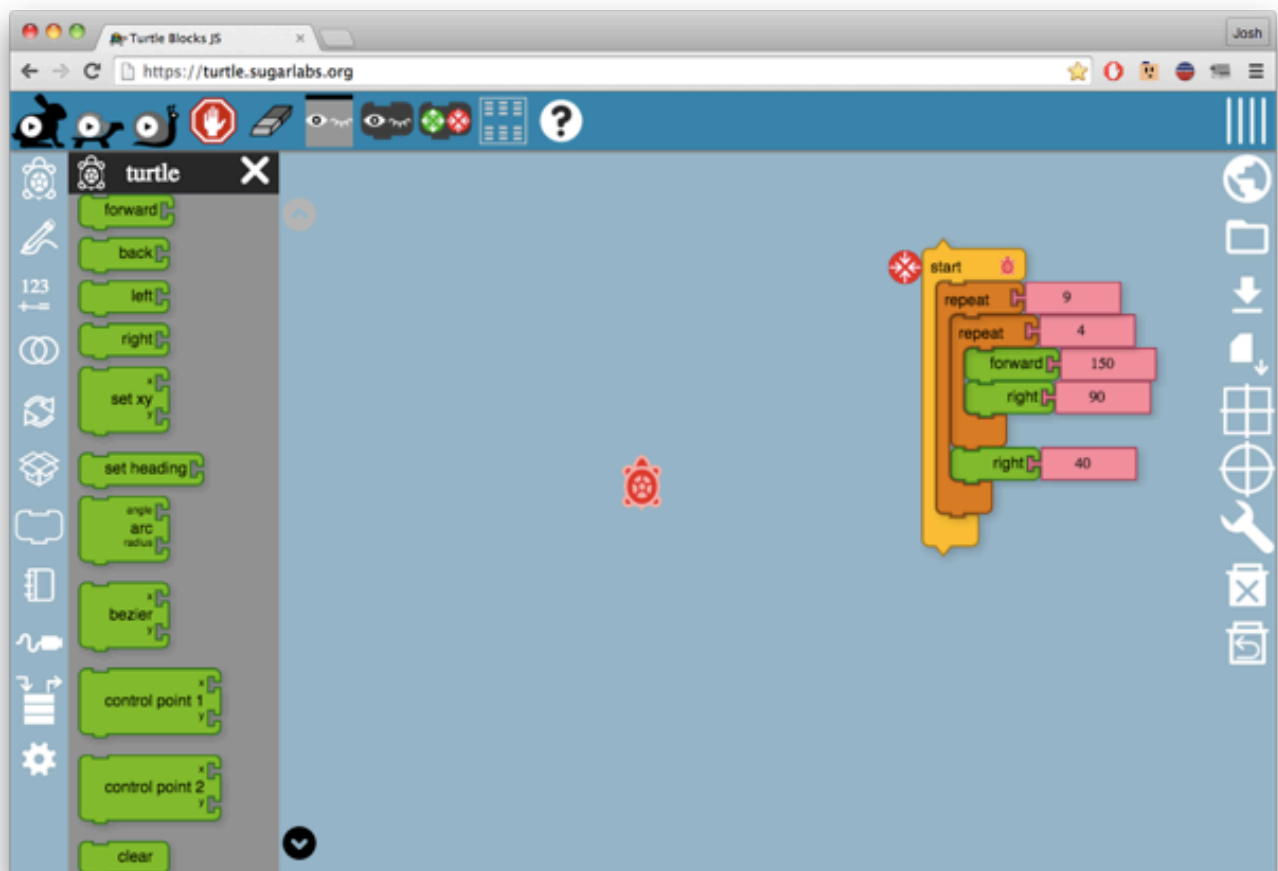 Turtle Blocks JS
Josh
https://turtle.sugarlabs.org
turtle
forward
back
left
right
x
set xy
y
set heading
angle
arc
radius
x
bezier
y
x
control point 1
y
x
control point 2
y
clear
123
start
repeat 9
repeat 4
forward 150
right 90
right 40